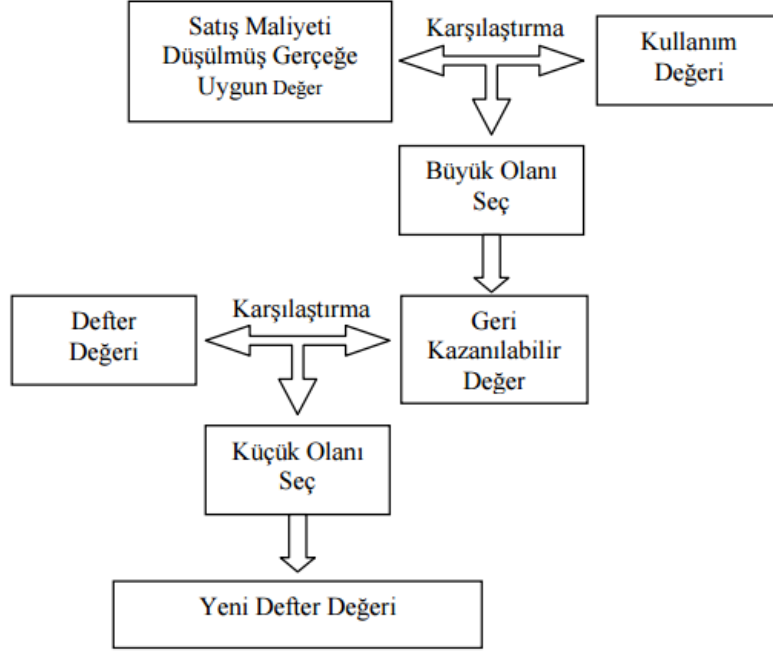 Satış Maliyeti
Düşülmüş Gerçeğe
Uygun Değer
Karşılaştırma
Kullanım
Değeri
Büyük Olanı
Seç
Defter
Değeri
Karşılaştırma
Geri
Kazanılabilir
Değer
Küçük Olanı
Seç
Yeni Defter Değeri